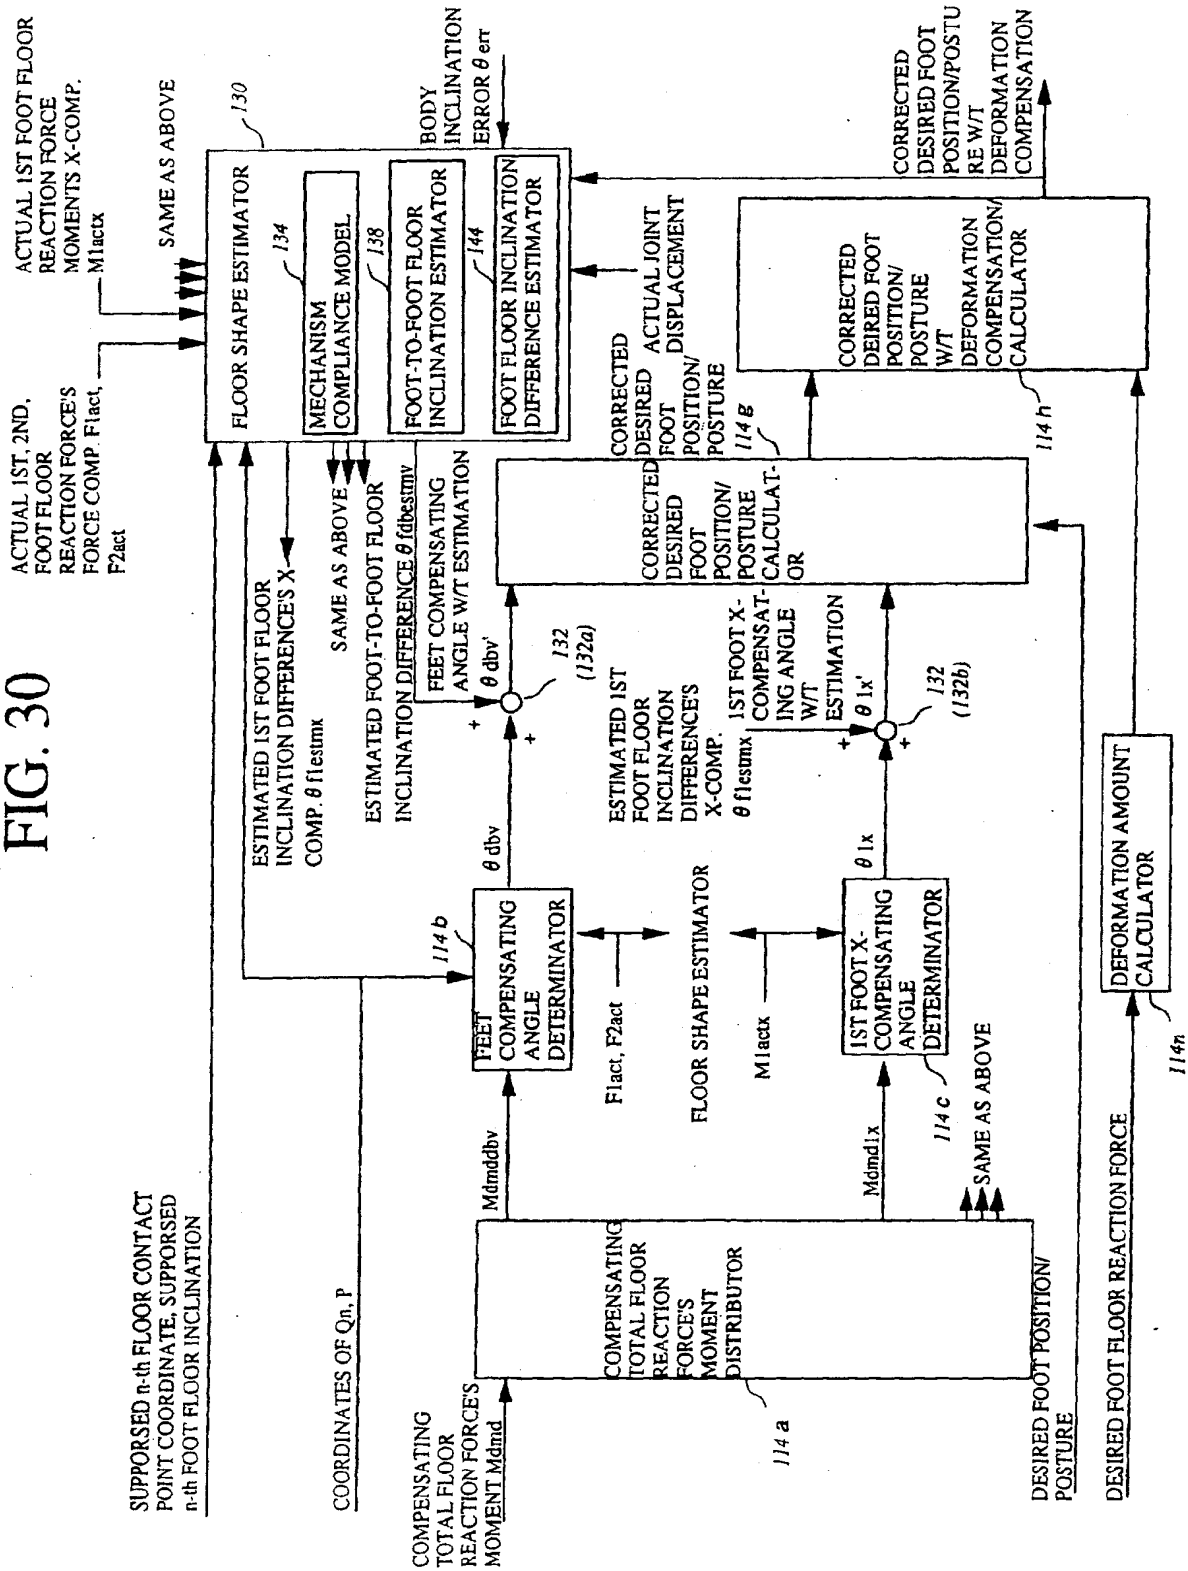 FIG. 30
ACTUAL 1ST, 2ND,
FOOT FLOOR
REACTION FORCE'S
FORCE COMP. F1act,
F2act
ACTUAL 1ST FOOT FLOOR
REACTION FORCE
MOMENTS X-COMP.
M1actx
SAME AS ABOVE
130
SUPPORSED n-th FLOOR CONTACT
POINT COORDINATE, SUPPORSED
n-th FOOT FLOOR INCLINATION
FLOOR SHAPE ESTIMATOR
134
MECHANISM
COMPLIANCE MODEL
138
FOOT-TO-FOOT FLOOR
INCLINATION ESTIMATOR
144
FOOT FLOOR INCLINATION
DIFFERENCE ESTIMATOR
BODY
INCLINATION
ERROR θ err
ESTIMATED 1ST FOOT FLOOR
INCLINATION DIFFERENCE'S X-
COMP. θ f1estmx
SAME AS ABOVE
ESTIMATED FOOT-TO-FOOT FLOOR
INCLINATION DIFFERENCE θ fdbestmv
FEET COMPENSATING
ANGLE W/T ESTIMATION
COORDINATES OF Qn, P
COMPENSATING
TOTAL FLOOR
REACTION FORCE'S
MOMENT Mdmd
Mdmddbv
114b
FEET
COMPENSATING
ANGLE
DETERMINATOR
θ dbv
+
+
θ dbv'
132
(132a)
COMPENSATING
TOTAL FLOOR
REACTION
FORCE'S
MOMENT
DISTRIBUTOR
114a
F1act, F2act
FLOOR SHAPE ESTIMATOR
M1actx
ESTIMATED 1ST
FOOT FLOOR
INCLINATION
DIFFERENCE'S
X-COMP.
θ f1estmx
1ST FOOT X-
COMPENSAT-
ING ANGLE
W/T
ESTIMATION
CORRECTED
DESIRED
FOOT
POSITION/
POSTURE
CALCULAT-
OR
CORRECTED
DESIRED
FOOT
POSITION/
POSTURE
114g
ACTUAL JOINT
DISPLACEMENT
Mdmd1x
1ST FOOT X-
COMPENSATING
ANGLE
DETERMINATOR
114c
θ 1x
+
+
θ 1x'
132
(132b)
SAME AS ABOVE
CORRECTED
DEIRED FOOT
POSITION/
POSTURE
W/T
DEFORMATION
COMPENSATION/
CALCULATOR
114h
CORRECTED
DESIRED FOOT
POSITION/POSTU
RE W/T
DEFORMATION
COMPENSATION
DESIRED FOOT POSITION/
POSTURE
DESIRED FOOT FLOOR REACTION FORCE
DEFORMATION AMOUNT
CALCULATOR
114n